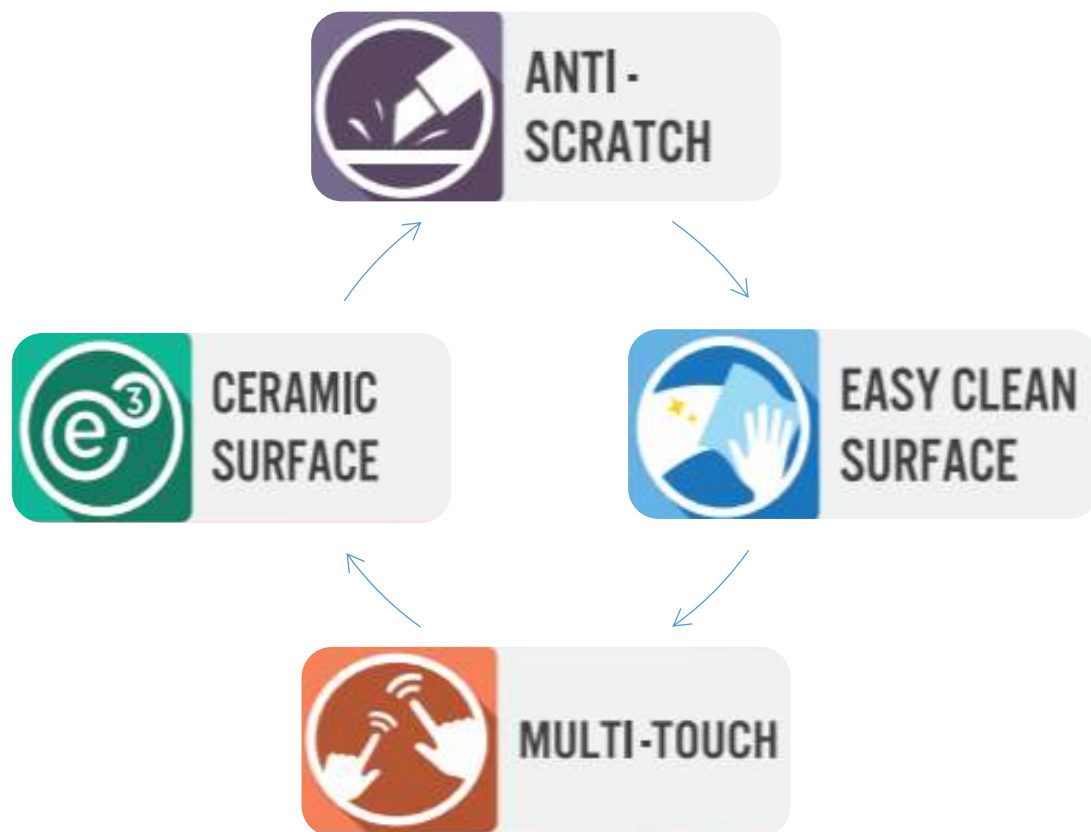 ANTI -
SCRATCH
CERAMIC
SURFACE
e3
EASY CLEAN
SURFACE
MULTI-TOUCH